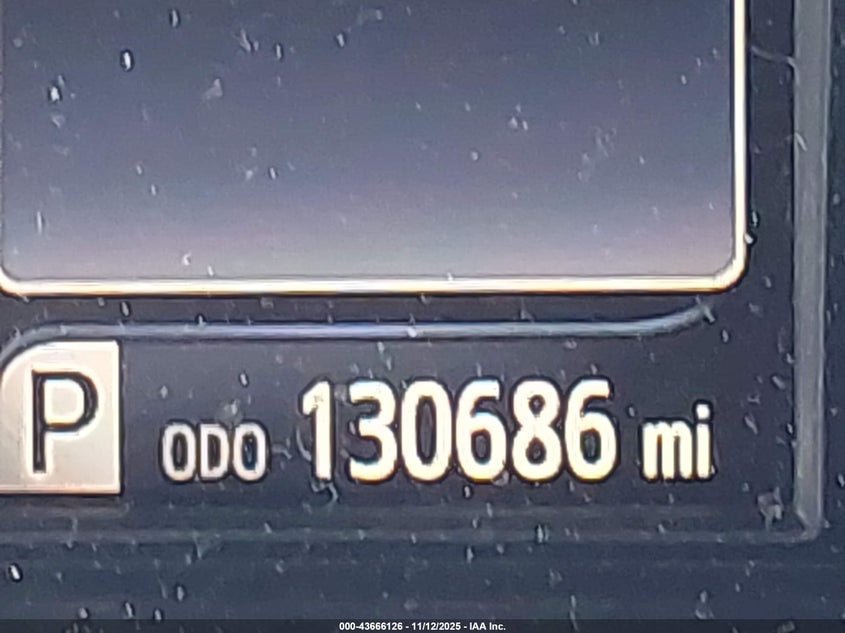 P ODO 130686 mi
000-43666126 - 11/12/2025 - IAA Inc.